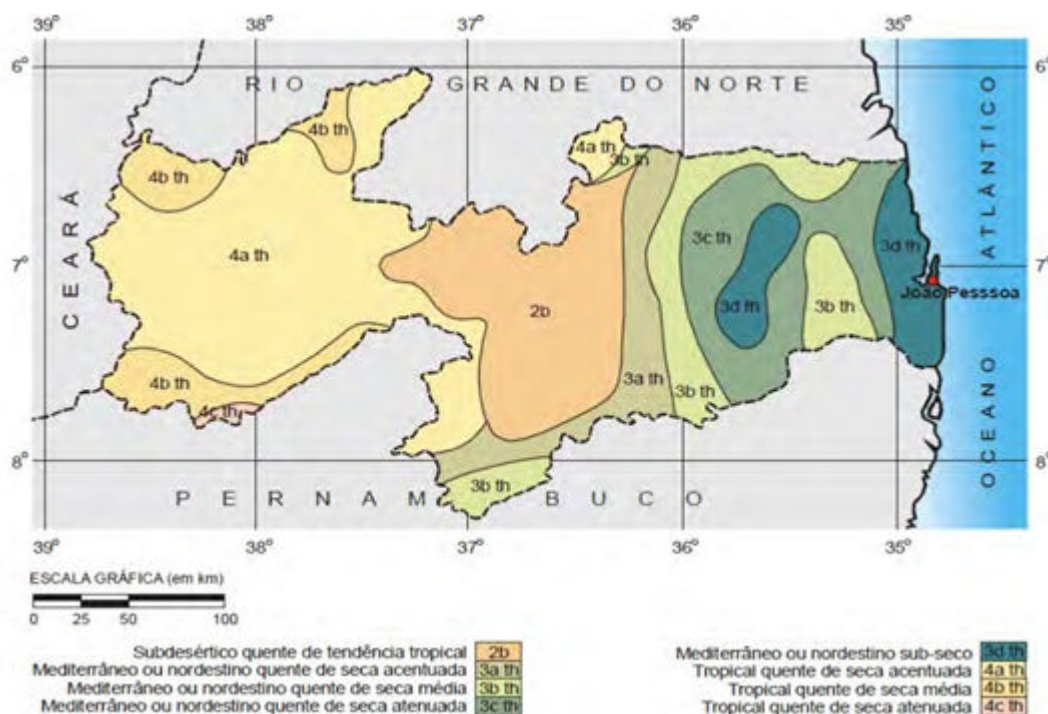 39° 38° 37° 36° 35°
6° 6°
RIO GRANDE DO NORTE
4b th
4a th
3b th
4b th
CEARÁ
4a th
3c th
3d th
ATLÂNTICO
7° 7°
João Pesssoa
2b
3d th
3b th
4b th
3a th
3b th
4c th
OCEANO
8° 8°
3b th
PERNAMBUCO
39° 38° 37° 36° 35°
ESCALA GRÁFICA (em km)
0 25 50 100
Subdesértico quente de tendência tropical 2b
Mediterrâneo ou nordestino quente de seca acentuada 3a th
Mediterrâneo ou nordestino quente de seca média 3b th
Mediterrâneo ou nordestino quente de seca atenuada 3c th
Mediterrâneo ou nordestino sub-seco 3d th
Tropical quente de seca acentuada 4a th
Tropical quente de seca média 4b th
Tropical quente de seca atenuada 4c th